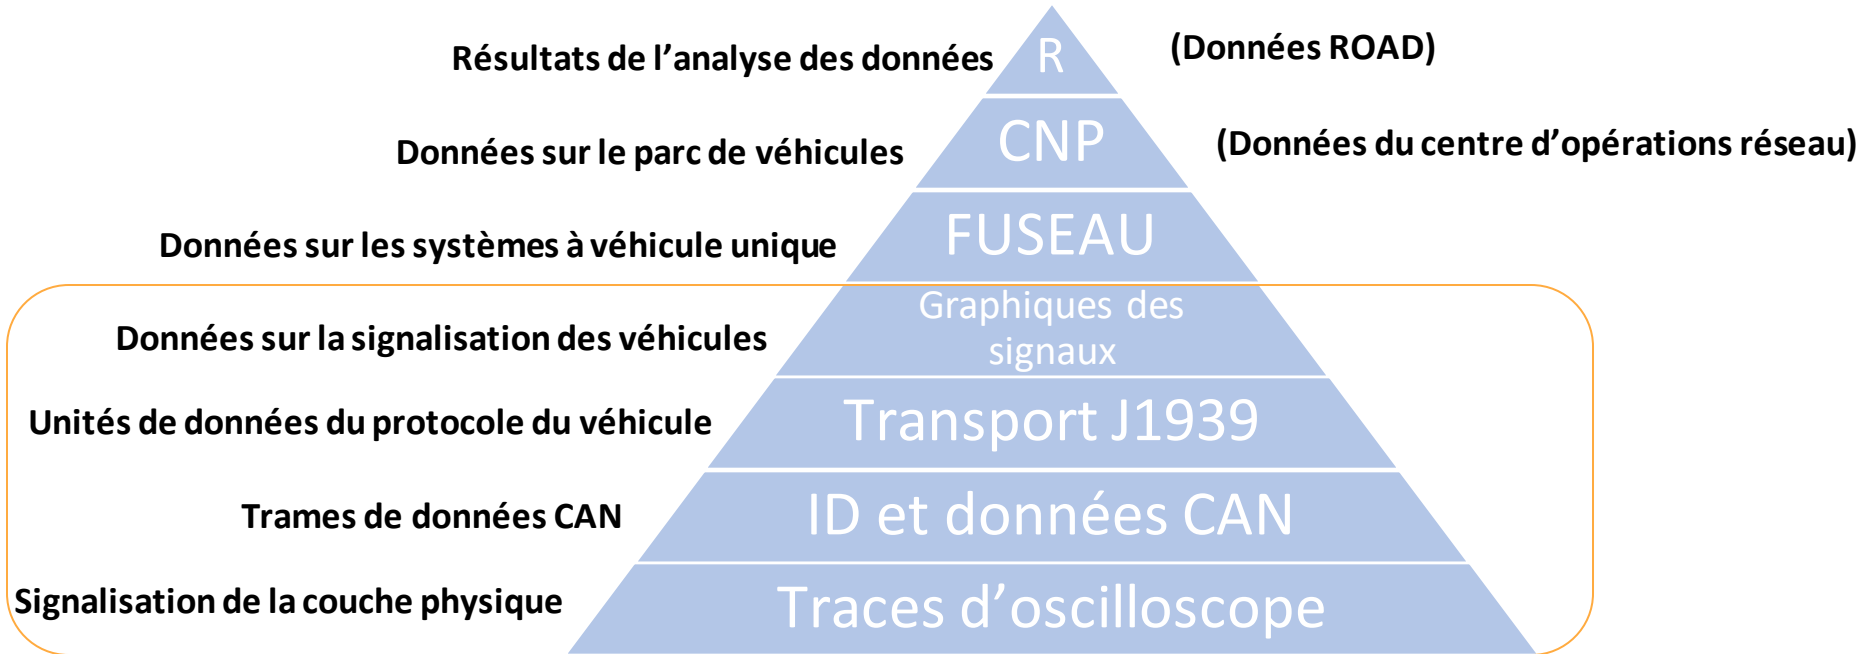 Résultats de l’analyse des données
R
(Données ROAD)
Données sur le parc de véhicules
CNP
(Données du centre d’opérations réseau)
Données sur les systèmes à véhicule unique
FUSEAU
Données sur la signalisation des véhicules
Graphiques des
signaux
Unités de données du protocole du véhicule
Transport J1939
Trames de données CAN
ID et données CAN
Signalisation de la couche physique
Traces d’oscilloscope